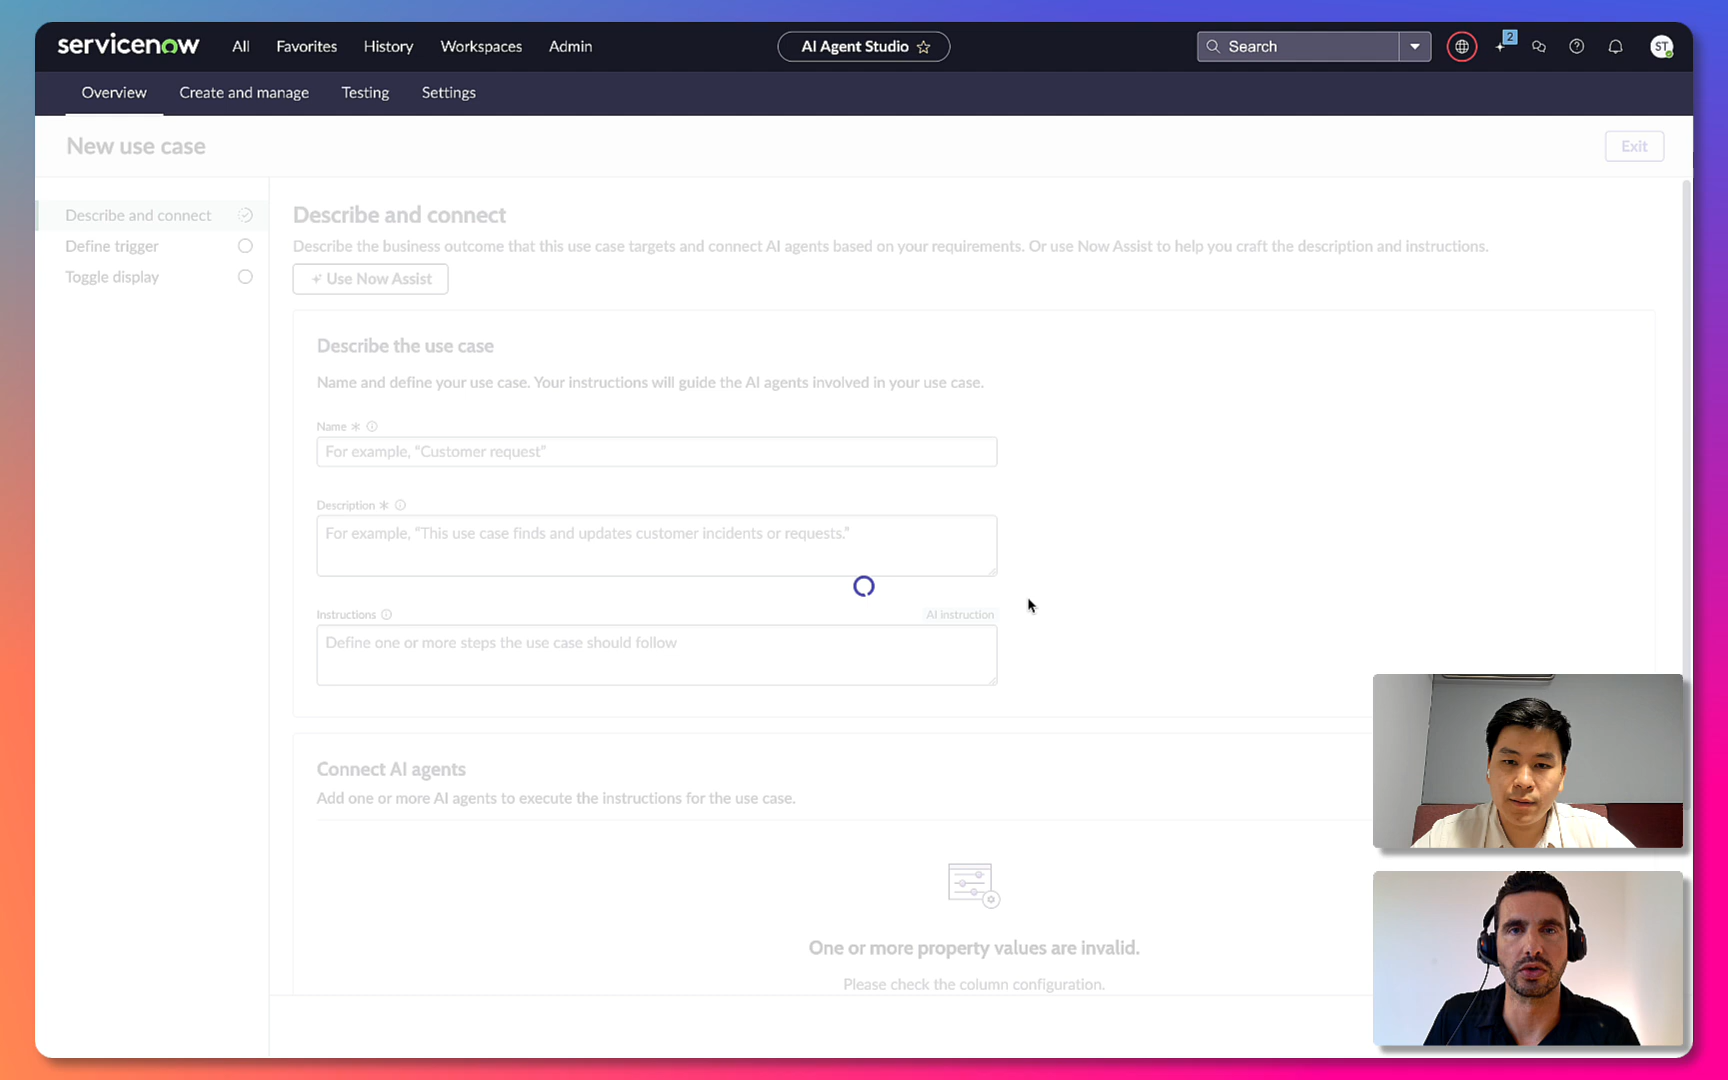 servicenow All Favorites History Workspaces Admin AI Agent Studio Search 2 ST
Overview Create and manage Testing Settings
New use case Exit
Describe and connect
Define trigger
Toggle display
Describe and connect
Describe the business outcome that this use case targets and connect AI agents based on your requirements. Or use Now Assist to help you craft the description and instructions.
Use Now Assist
Describe the use case
Name and define your use case. Your instructions will guide the AI agents involved in your use case.
Name *
For example, “Customer request”
Description *
For example, “This use case finds and updates customer incidents or requests.”
Instructions AI instruction
Define one or more steps the use case should follow
Connect AI agents
Add one or more AI agents to execute the instructions for the use case.
One or more property values are invalid.
Please check the column configuration.